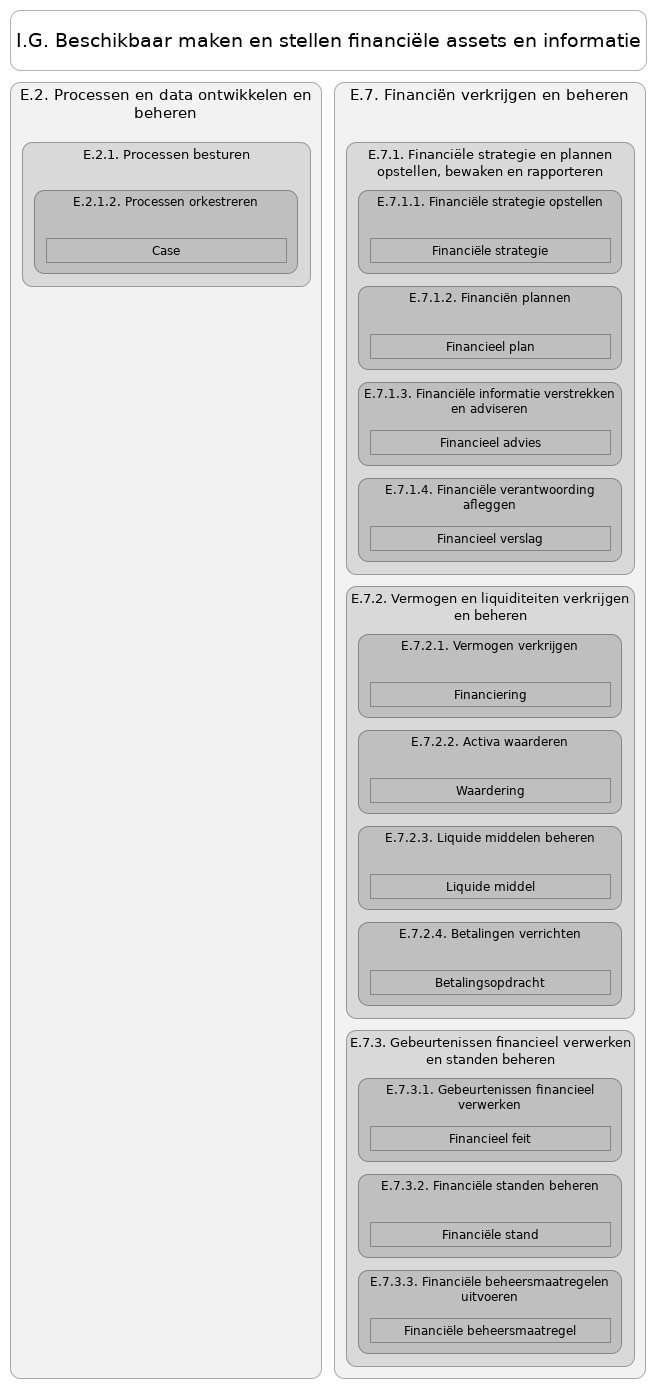 I.G. Beschikbaar maken en stellen financiële assets en informatie
E.2. Processen en data ontwikkelen en
beheren
E.2.1. Processen besturen
E.2.1.2. Processen orkestreren
Case
E.7. Financiën verkrijgen en beheren
E.7.1. Financiële strategie en plannen
opstellen, bewaken en rapporteren
E.7.1.1. Financiële strategie opstellen
Financiële strategie
E.7.1.2. Financiën plannen
Financieel plan
E.7.1.3. Financiële informatie verstrekken
en adviseren
Financieel advies
E.7.1.4. Financiële verantwoording
afleggen
Financieel verslag
E.7.2. Vermogen en liquiditeiten verkrijgen
en beheren
E.7.2.1. Vermogen verkrijgen
Financiering
E.7.2.2. Activa waarderen
Waardering
E.7.2.3. Liquide middelen beheren
Liquide middel
E.7.2.4. Betalingen verrichten
Betalingsopdracht
E.7.3. Gebeurtenissen financieel verwerken
en standen beheren
E.7.3.1. Gebeurtenissen financieel
verwerken
Financieel feit
E.7.3.2. Financiële standen beheren
Financiële stand
E.7.3.3. Financiële beheersmaatregelen
uitvoeren
Financiële beheersmaatregel